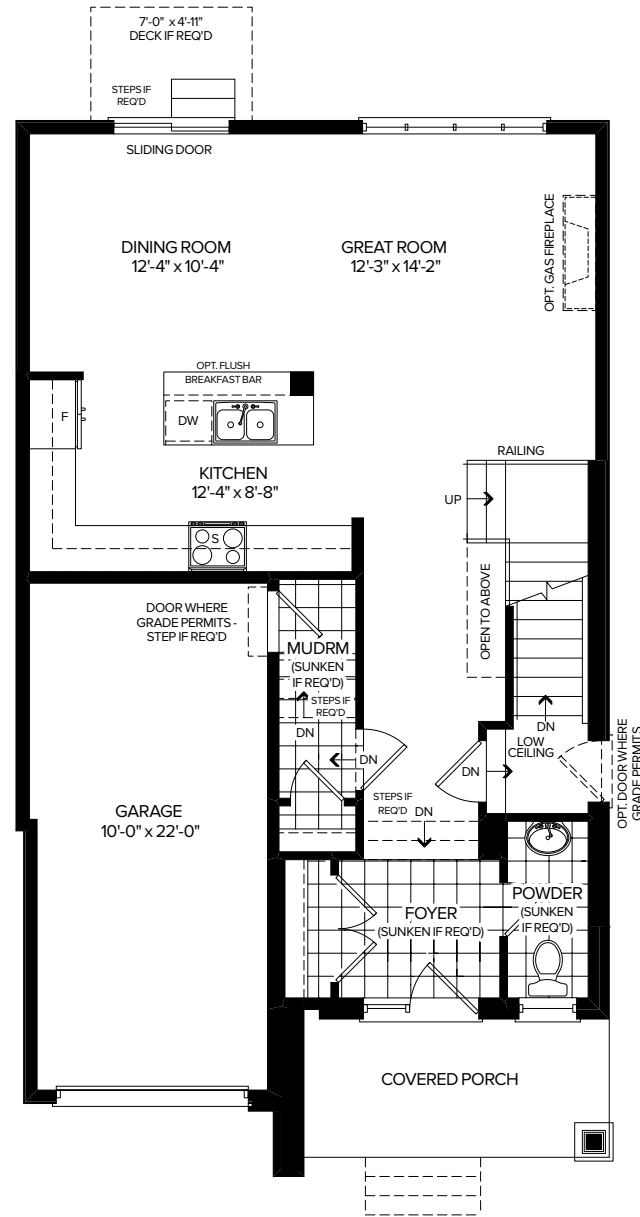 7'-0" x 4'-11"
DECK IF REQ'D
STEPS IF
REQ'D
SLIDING DOOR
DINING ROOM
12'-4" x 10'-4"
GREAT ROOM
12'-3" x 14'-2"
OPT. GAS FIREPLACE
OPT. FLUSH
BREAKFAST BAR
F
DW
KITCHEN
12'-4" x 8'-8"
S
RAILING
UP
OPEN TO ABOVE
DOOR WHERE
GRADE PERMITS -
STEP IF REQ'D
MUDRM
(SUNKEN
IF REQ'D)
STEPS IF
REQ'D
DN
DN
DN
LOW
CEILING
DN
OPT. DOOR WHERE
GRADE PERMITS
STEPS IF
REQ'D
DN
GARAGE
10'-0" x 22'-0"
FOYER
(SUNKEN IF REQ'D)
POWDER
(SUNKEN
IF REQ'D)
COVERED PORCH